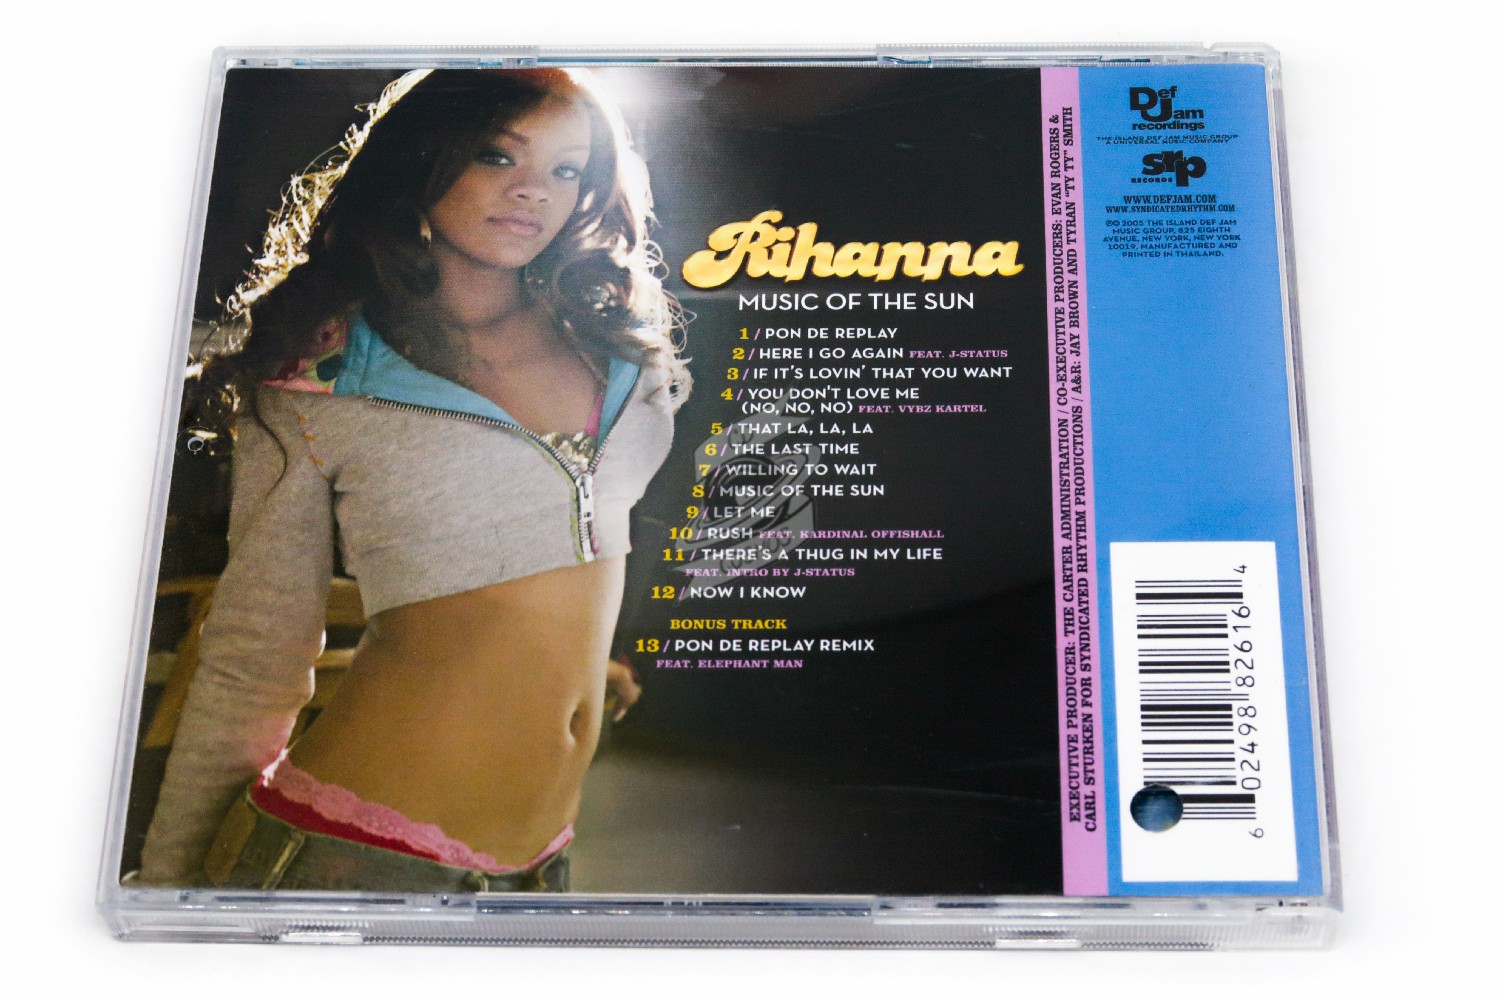 Rihanna
MUSIC OF THE SUN
1 / PON DE REPLAY
2 / HERE I GO AGAIN FEAT. J-STATUS
3 / IF IT'S LOVIN' THAT YOU WANT
4 / YOU DON'T LOVE ME
(NO, NO, NO) FEAT. VYBZ KARTEL
5 / THAT LA, LA, LA
6 / THE LAST TIME
7 / WILLING TO WAIT
8 / MUSIC OF THE SUN
9 / LET ME
10 / RUSH FEAT. KARDINAL OFFISHALL
11 / THERE'S A THUG IN MY LIFE
FEAT. INTRO BY J-STATUS
12 / NOW I KNOW
BONUS TRACK
13 / PON DE REPLAY REMIX
FEAT. ELEPHANT MAN
EXECUTIVE PRODUCER: THE CARTER ADMINISTRATION / CO-EXECUTIVE PRODUCERS: EVAN ROGERS &
CARL STURKEN FOR SYNDICATED RHYTHM PRODUCTIONS / A&R: JAY BROWN AND TYRAN "TY TY" SMITH
Def
Jam
recordings
THE ISLAND DEF JAM MUSIC GROUP
A UNIVERSAL MUSIC COMPANY
srp
RECORDS
WWW.DEFJAM.COM
WWW.SYNDICATEDRHYTHM.COM
℗© 2005 THE ISLAND DEF JAM
MUSIC GROUP, 825 EIGHTH
AVENUE, NEW YORK, NEW YORK
10019. MANUFACTURED AND
PRINTED IN THAILAND.
6 02498 82616 4